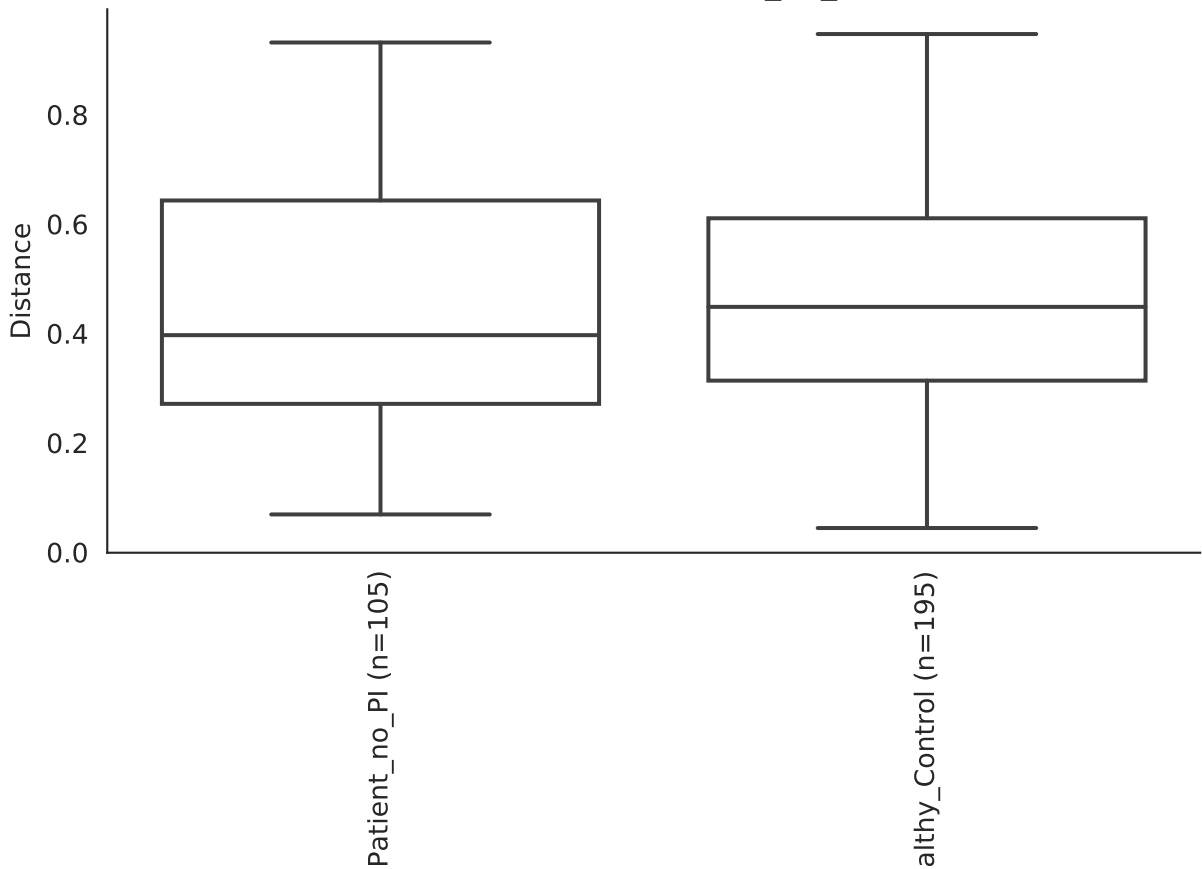 Distance
0.8
0.6
0.4
0.2
0.0
Patient_no_PI (n=105)
althy_Control (n=195)